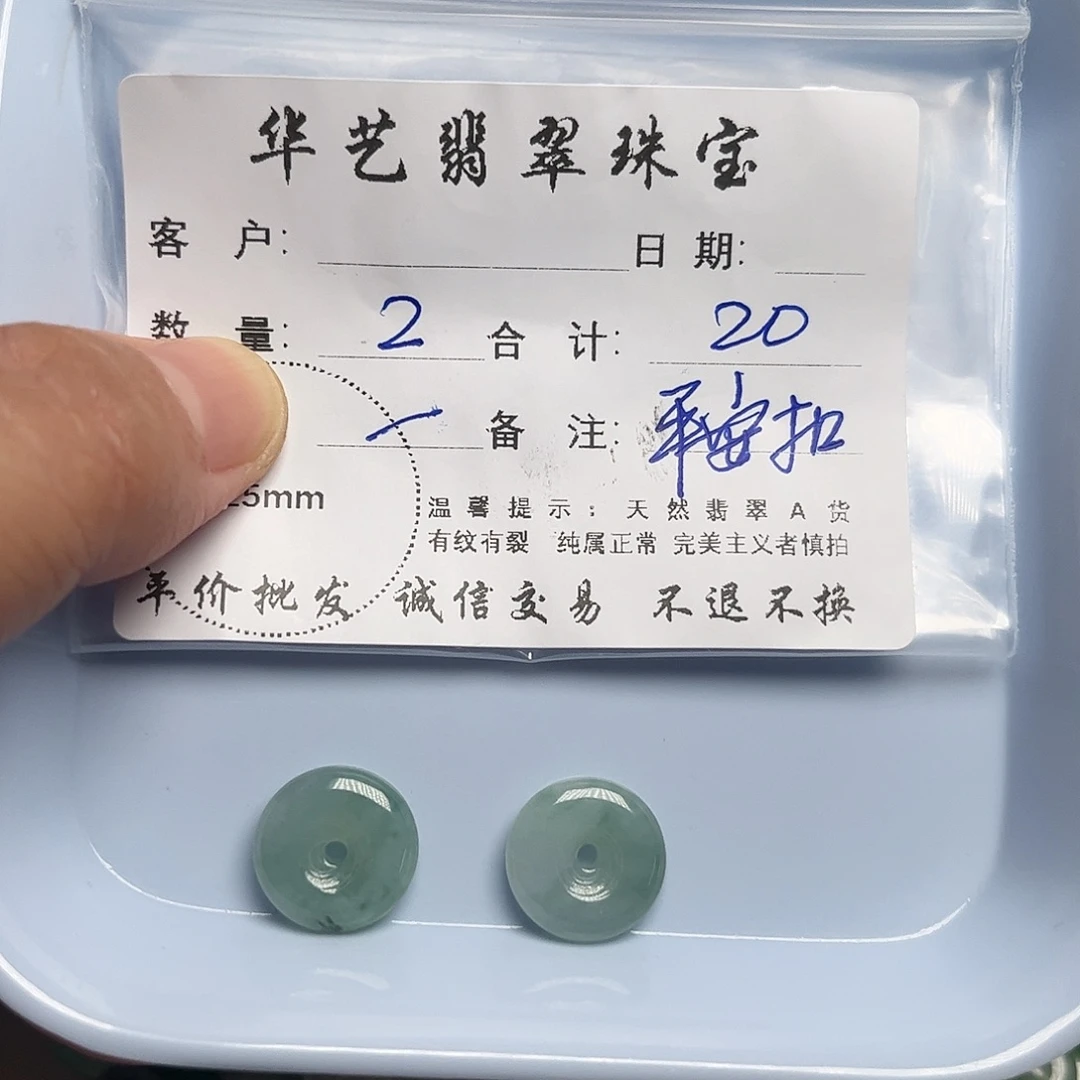 华艺翡翠珠宝
客 户: 日 期:
数 量: 2 合 计: 20
一 备 注: 平安扣
5mm
温馨提示: 天然翡翠A货
有纹有裂 纯属正常 完美主义者慎拍
平价批发 诚信交易 不退不换